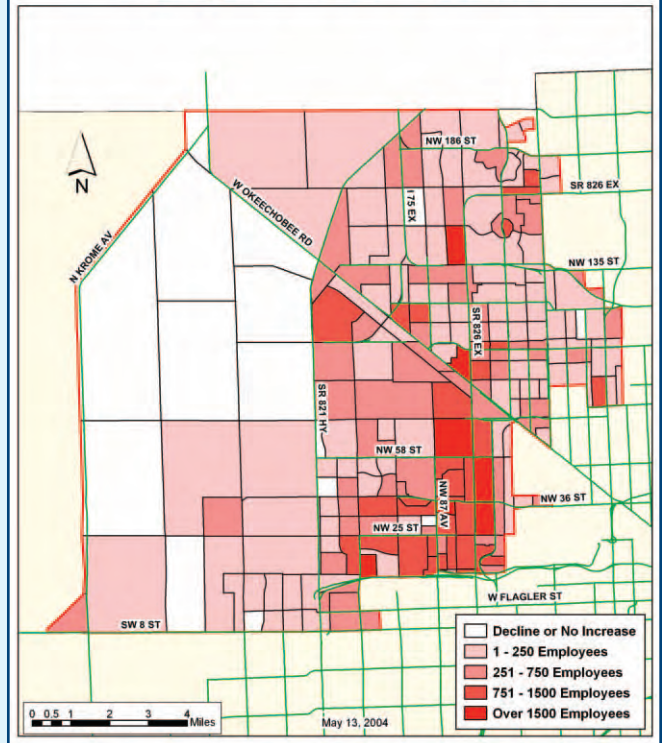 NW 186 ST
SR 826 EX
I 75 EX
W OKEECHOBEE RD
N KROME AV
N
NW 135 ST
SR 826 EX
SR 821 HY
NW 58 ST
NW 87 AV
NW 36 ST
NW 25 ST
W FLAGLER ST
SW 8 ST
Decline or No Increase
1 - 250 Employees
251 - 750 Employees
751 - 1500 Employees
Over 1500 Employees
0 0.5 1 2 3 4
Miles
May 13, 2004